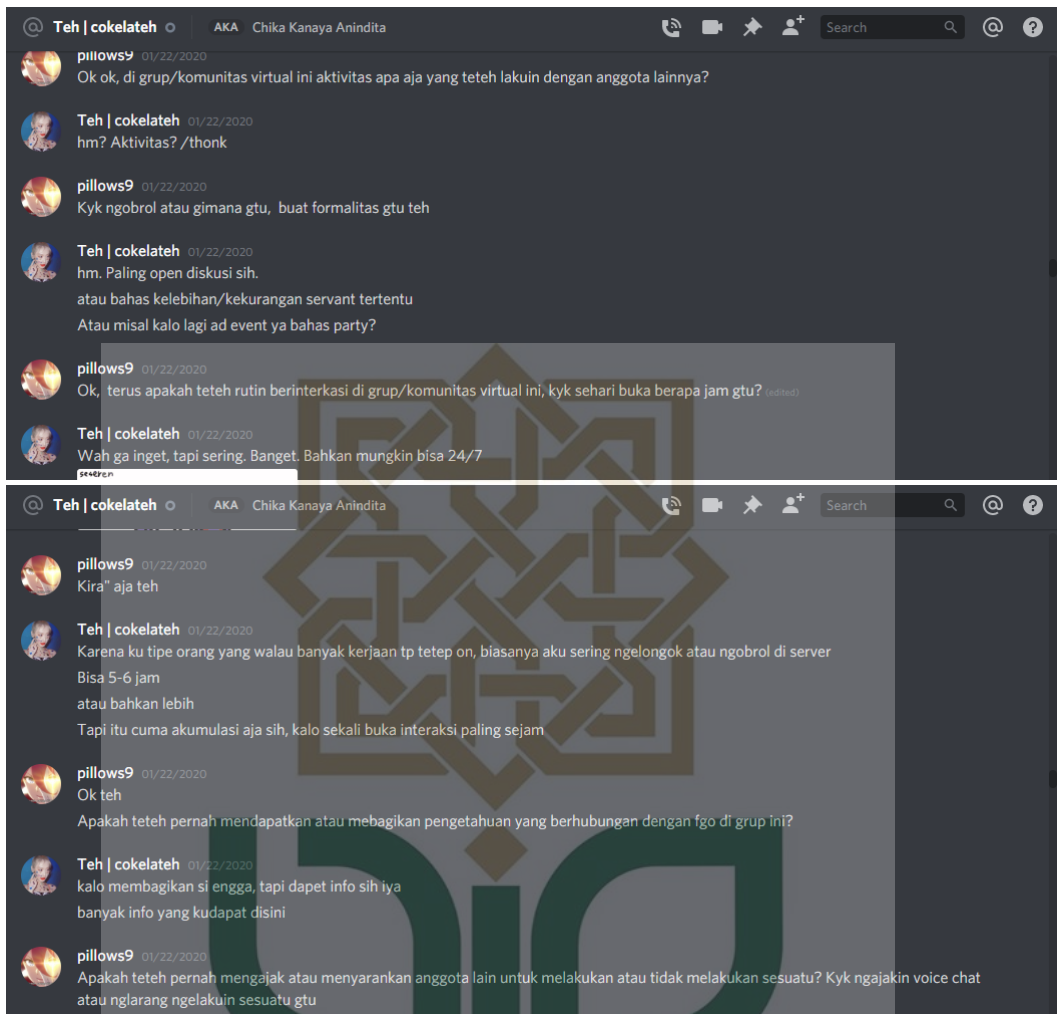 Teh | cokelateh AKA Chika Kanaya Anindita Search
pillows9 01/22/2020
Ok ok, di grup/komunitas virtual ini aktivitas apa aja yang teteh lakuin dengan anggota lainnya?
Teh | cokelateh 01/22/2020
hm? Aktivitas? /thonk
pillows9 01/22/2020
Kyk ngobrol atau gimana gtu, buat formalitas gtu teh
Teh | cokelateh 01/22/2020
hm. Paling open diskusi sih.
atau bahas kelebihan/kekurangan servant tertentu
Atau misal kalo lagi ad event ya bahas party?
pillows9 01/22/2020
Ok, terus apakah teteh rutin berinterkasi di grup/komunitas virtual ini, kyk sehari buka berapa jam gtu? (edited)
Teh | cokelateh 01/22/2020
Wah ga inget, tapi sering. Banget. Bahkan mungkin bisa 24/7
Teh | cokelateh AKA Chika Kanaya Anindita Search
pillows9 01/22/2020
Kira" aja teh
Teh | cokelateh 01/22/2020
Karena ku tipe orang yang walau banyak kerjaan tp tetep on, biasanya aku sering ngelongok atau ngobrol di server
Bisa 5-6 jam
atau bahkan lebih
Tapi itu cuma akumulasi aja sih, kalo sekali buka interaksi paling sejam
pillows9 01/22/2020
Ok teh
Apakah teteh pernah mendapatkan atau mebagikan pengetahuan yang berhubungan dengan fgo di grup ini?
Teh | cokelateh 01/22/2020
kalo membagikan si engga, tapi dapet info sih iya
banyak info yang kudapat disini
pillows9 01/22/2020
Apakah teteh pernah mengajak atau menyarankan anggota lain untuk melakukan atau tidak melakukan sesuatu? Kyk ngajakin voice chat
atau nglarang ngelakuin sesuatu gtu